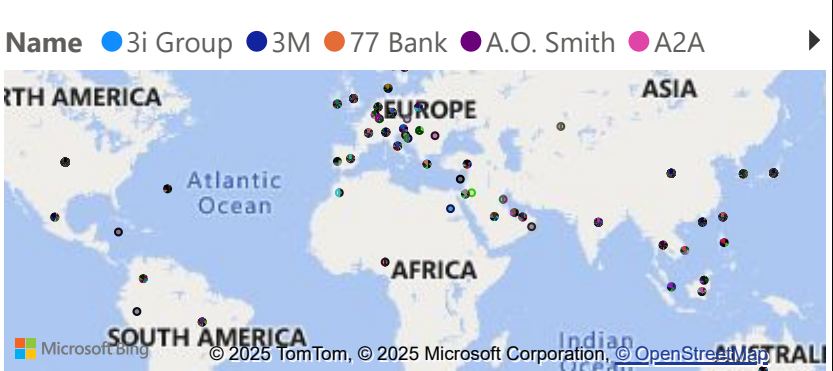 Name 3i Group 3M 77 Bank A.O. Smith A2A
RTH AMERICA
ASIA
EUROPE
Atlantic
Ocean
AFRICA
SOUTH AMERICA
Indian
Ocean
AUSTRALI
Microsoft Bing
© 2025 TomTom, © 2025 Microsoft Corporation, © OpenStreetMap